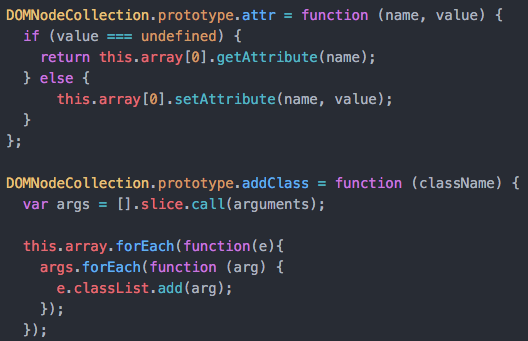 DOMNodeCollection.prototype.attr = function (name, value) {
  if (value === undefined) {
    return this.array[0].getAttribute(name);
  } else {
      this.array[0].setAttribute(name, value);
  }
};

DOMNodeCollection.prototype.addClass = function (className) {
  var args = [].slice.call(arguments);

  this.array.forEach(function(e){
    args.forEach(function (arg) {
      e.classList.add(arg);
    });
  });